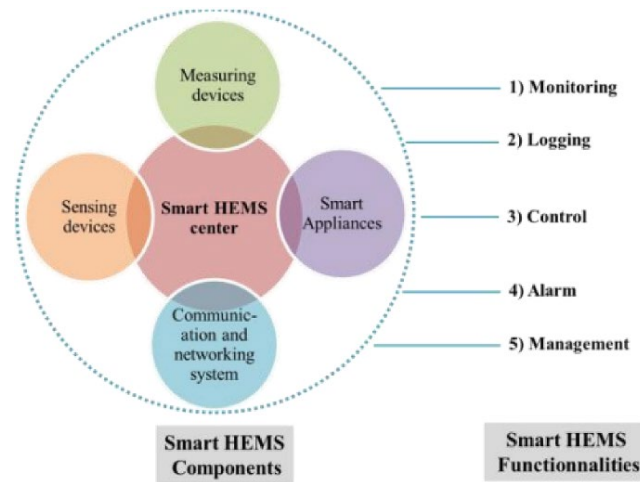 Measuring
devices
1) Monitoring
2) Logging
Sensing
devices
Smart HEMS
center
Smart
Appliances
3) Control
4) Alarm
Communic-
ation and
networking
system
5) Management
Smart HEMS
Components
Smart HEMS
Functionnalities